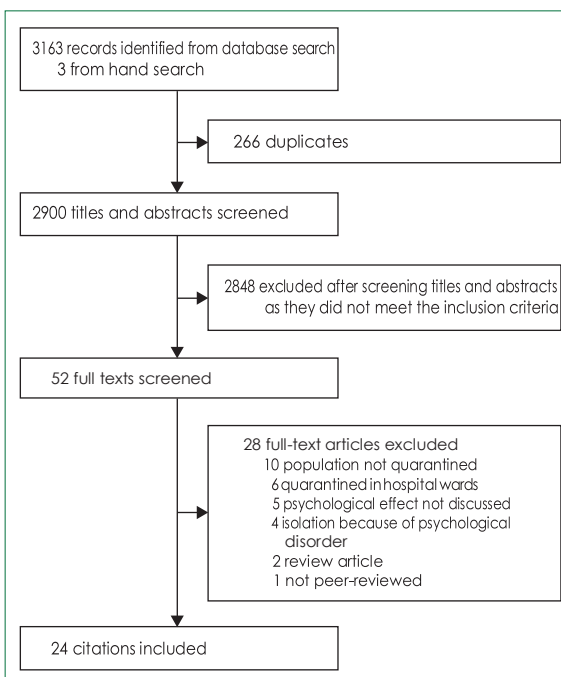 3163 records identified from database search
3 from hand search
266 duplicates
2900 titles and abstracts screened
2848 excluded after screening titles and abstracts
as they did not meet the inclusion criteria
52 full texts screened
28 full-text articles excluded
10 population not quarantined
6 quarantined in hospital wards
5 psychological effect not discussed
4 isolation because of psychological
disorder
2 review article
1 not peer-reviewed
24 citations included